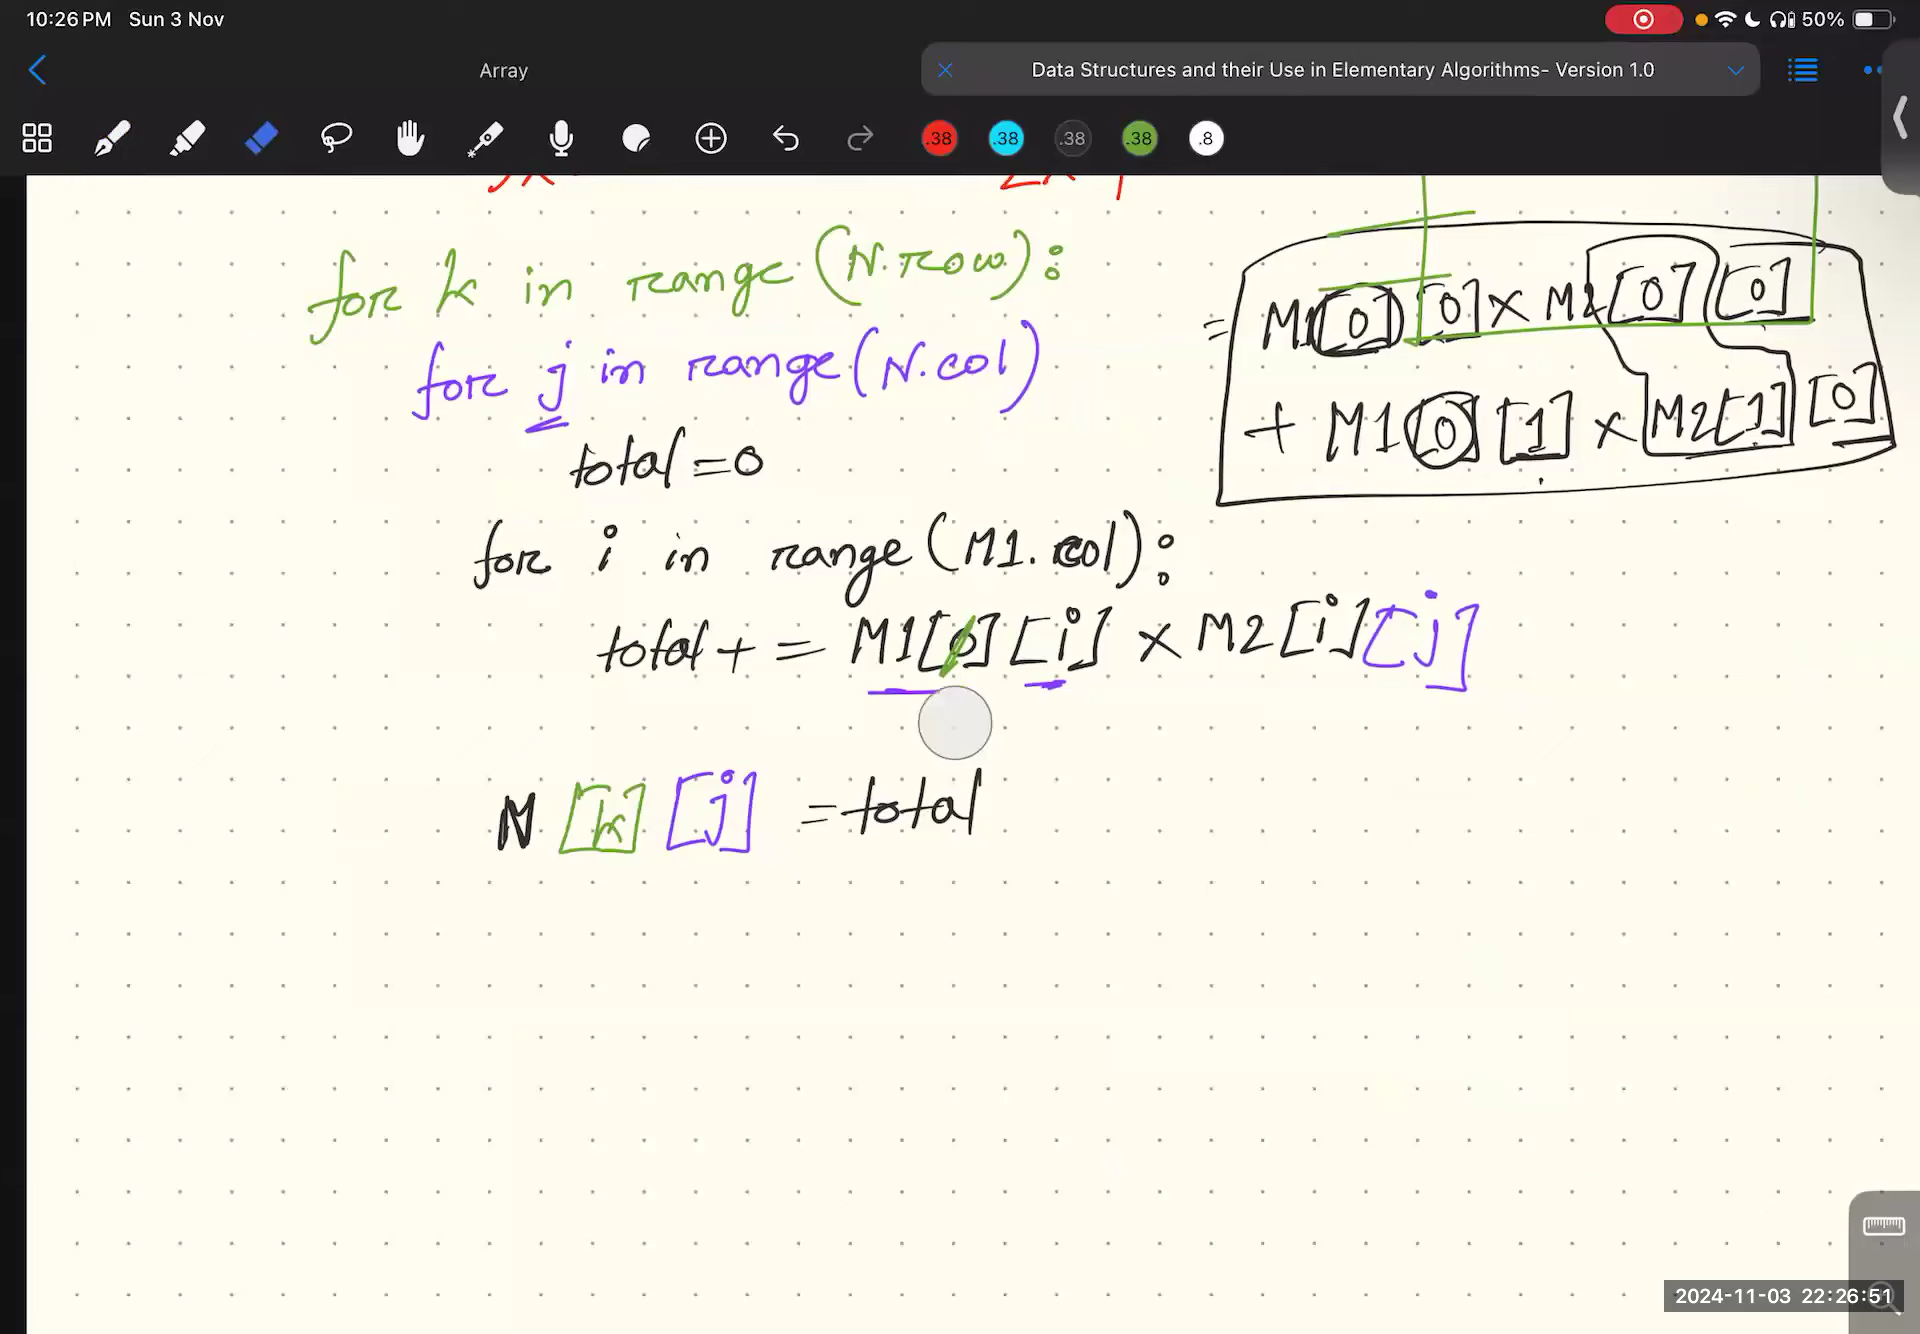 10:26 PM Sun 3 Nov
50%
Array
Data Structures and their Use in Elementary Algorithms- Version 1.0
.38 .38 .38 .38 .8
for k in range (N.row):
for j in range(N.col)
total=0
for i in range(M1.col):
total+ = M1[0][i] × M2[i][j]
N[k][j] =total
= M1[0][0]× M2[0][0]
+ M1[0][1]× M2[1][0]
2024-11-03 22:26:51